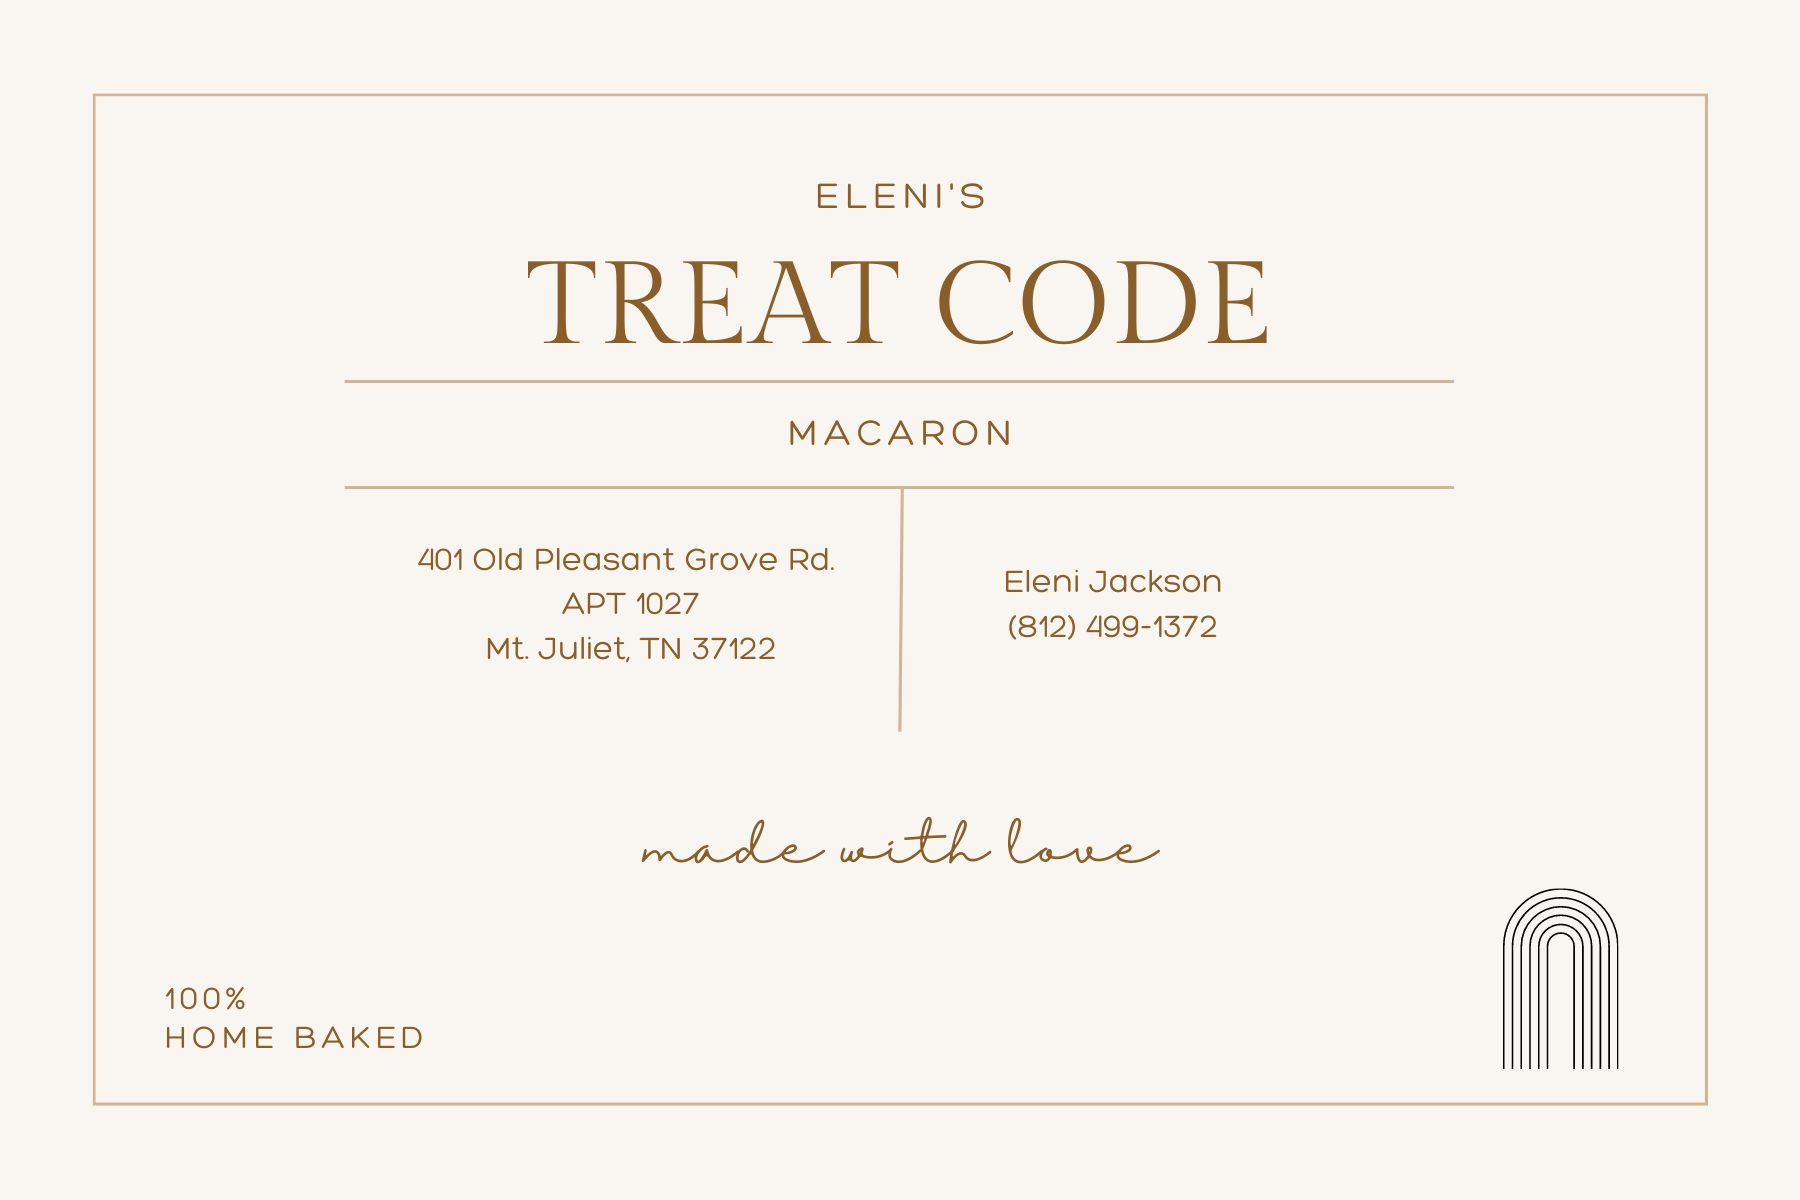 ELENI'S
TREAT CODE
MACARON
401 Old Pleasant Grove Rd.
APT 1027
Mt. Juliet, TN 37122
Eleni Jackson
(812) 499-1372
made with love
100%
HOME BAKED